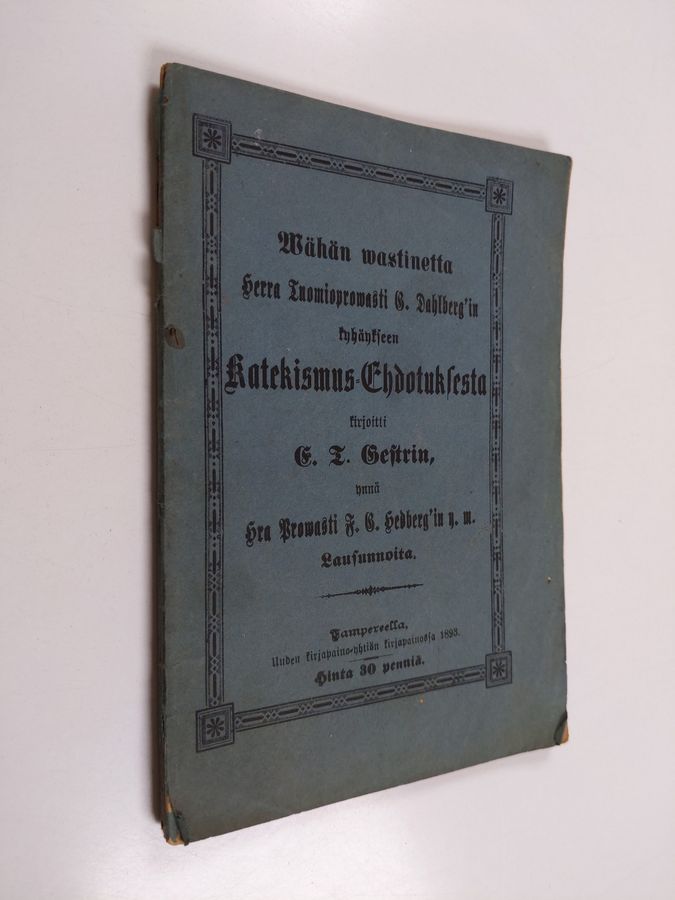 Wähän wastinetta
Herra Tuomioprowasti G. Dahlberg'in
kyhäykseen
Katekismus-Ehdotuksesta
kirjoitti
E. T. Gestrin,
ynnä
Hra Prowasti F. G. Hedberg'in y. m.
Lausunnoita.
Tampereella,
Uuden kirjapaino-yhtiön kirjapainossa 1893.
Hinta 30 penniä.